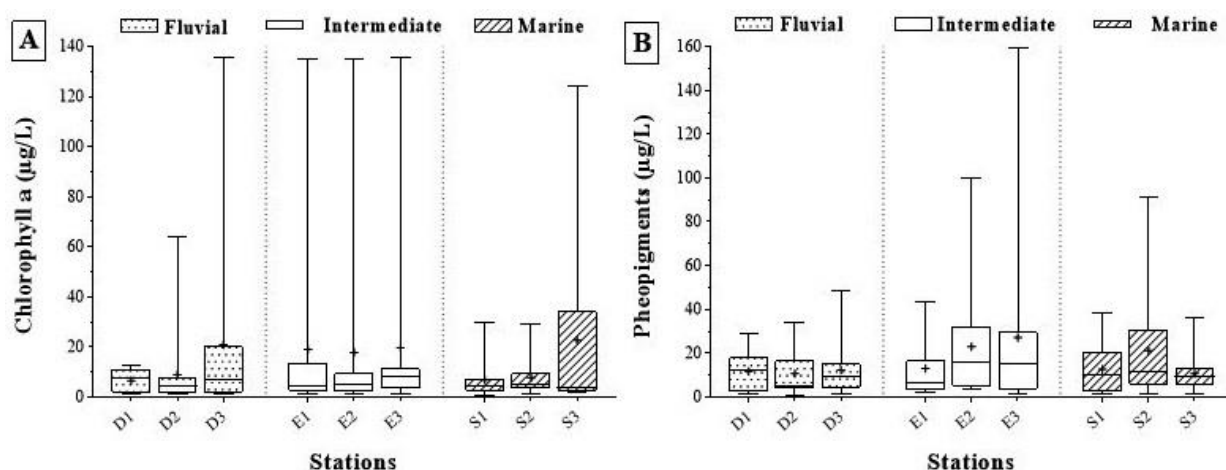 A
Fluvial Intermediate Marine
Chlorophyll a (µg/L)
140
120
100
80
60
40
20
0
D1 D2 D3 E1 E2 E3 S1 S2 S3
Stations
B
Fluvial Intermediate Marine
Pheopigments (µg/L)
160
140
120
100
80
60
40
20
0
D1 D2 D3 E1 E2 E3 S1 S2 S3
Stations